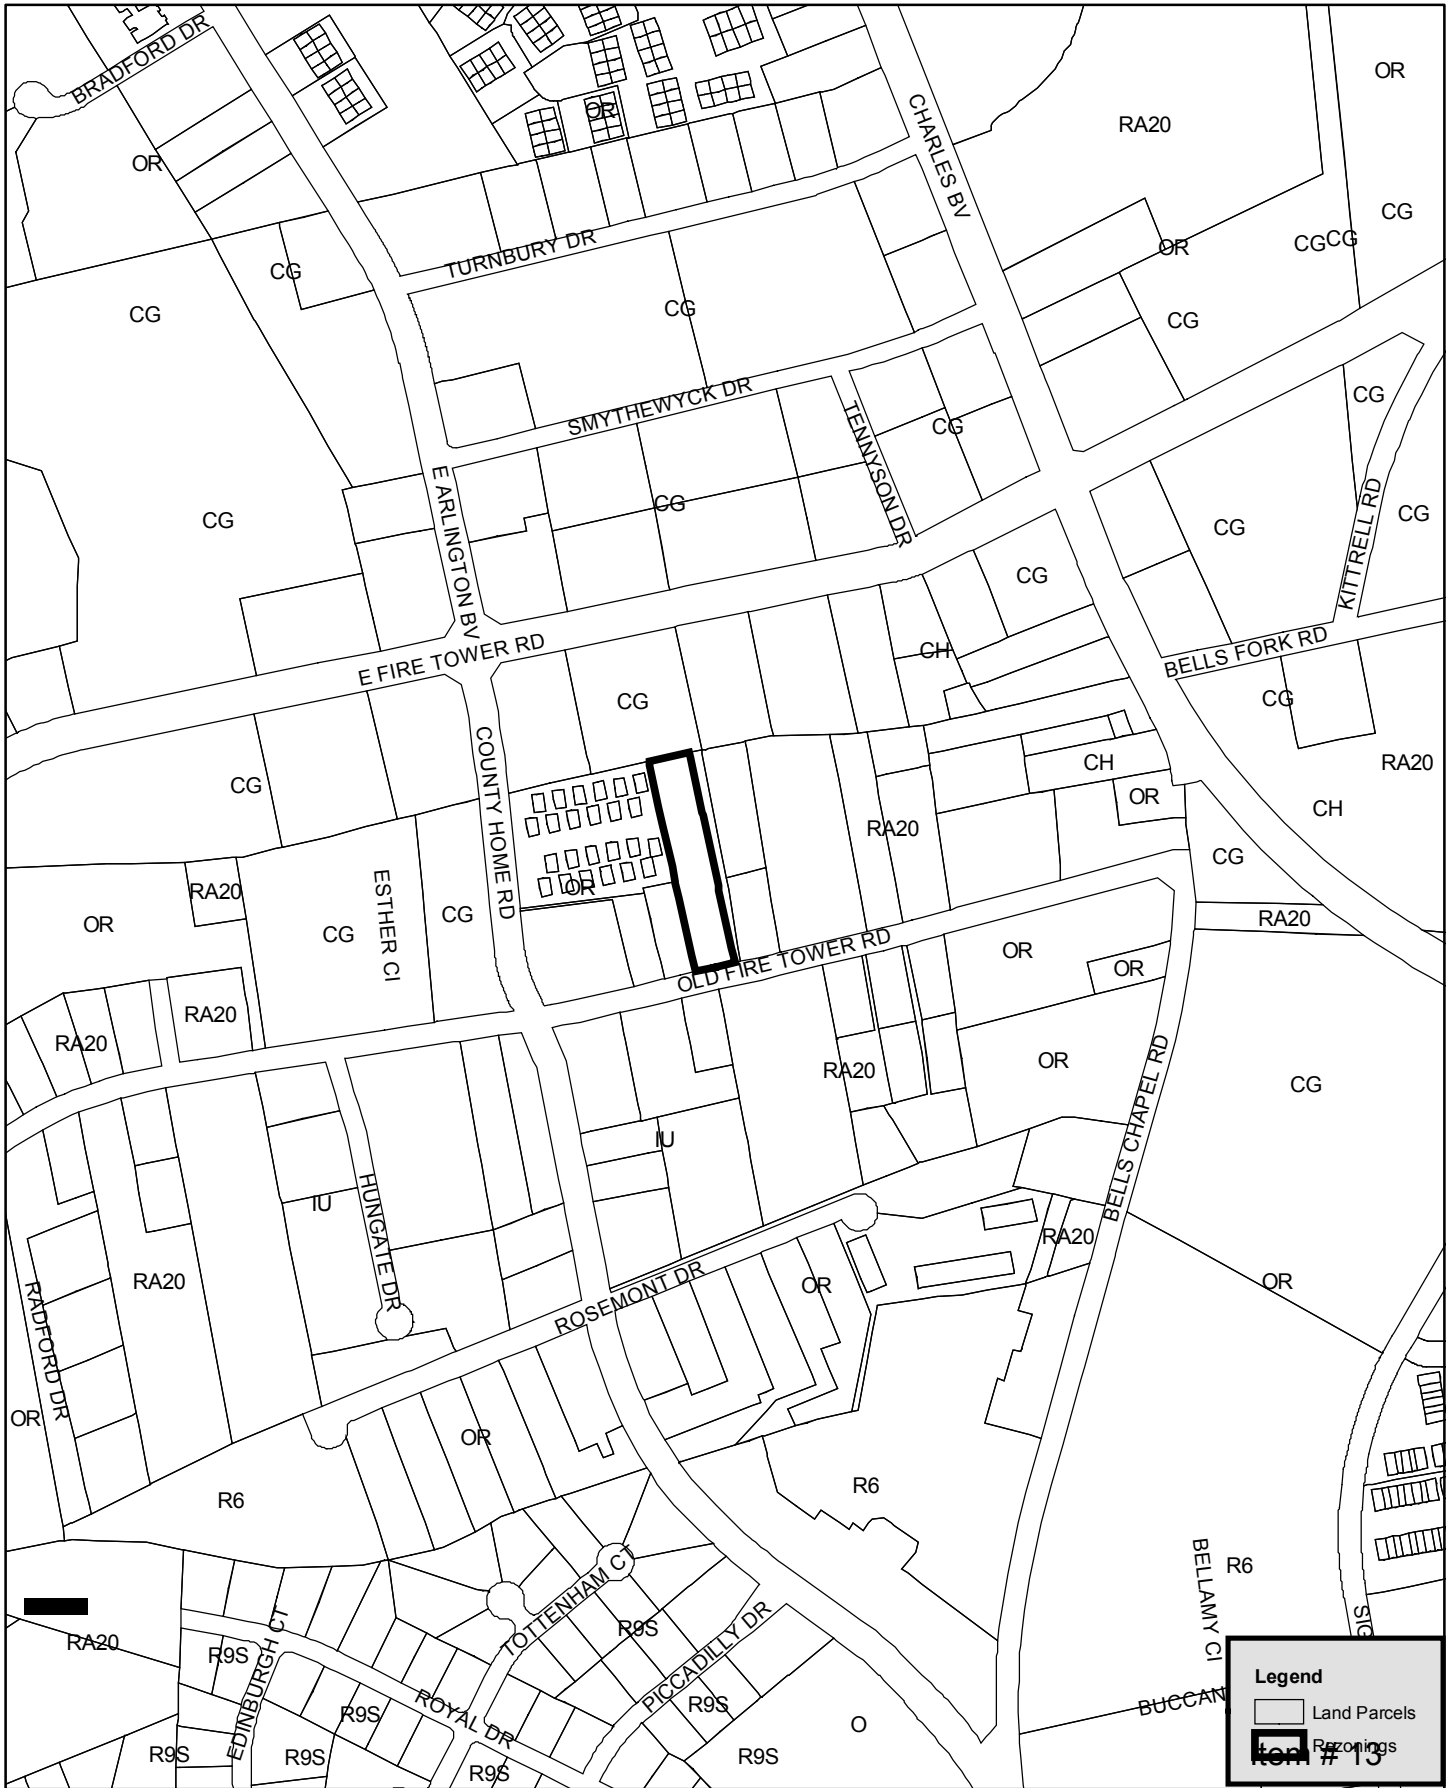 BRADFORD DR
OR
OR
OR
RA20
CHARLES BV
CG
CG
CG
OR
CGCG
TURNBURY DR
CG
CG
CG
SMYTHEWYCK DR
CG
TENNYSON DR
CG
CG
CG
CG
CG
KITTRELL RD
E ARLINGTON BV
CG
E FIRE TOWER RD
CH
BELLS FORK RD
CG
CG
COUNTY HOME RD
CG
CH
RA20
OR
CH
RA20
CG
ESTHER CI
RA20
OR
CG
OR
CG
RA20
OLD FIRE TOWER RD
OR
OR
RA20
RA20
OR
RA20
CG
BELLS CHAPEL RD
IU
HUNGATE DR
IU
RA20
RA20
OR
OR
RADFORD DR
ROSEMONT DR
OR
OR
R6
R6
BELLAMY CI
R6
TOTTENHAM CT
SIG
RA20
EDINBURGH CT
R9S
R9S
PICCADILLY DR
R9S
R9S
ROYAL DR
BUCCAN
O
R9S
R9S
R9S
R9S
Legend
Land Parcels
Rezonings
Item # 13